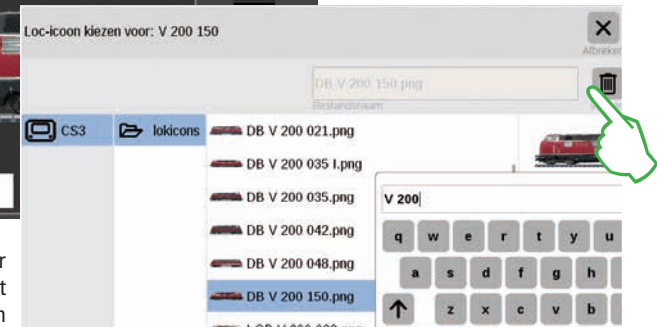 Loc-icoon kiezen voor: V 200 150
Afbreken
DB V 200 150.png
Bestandsnaam
CS3
lokicons
DB V 200 021.png
DB V 200 035 I.png
DB V 200 035.png
DB V 200 042.png
DB V 200 048.png
DB V 200 150.png
V 200
q w e r t y u
a s d f g h
z x c v b
r
t